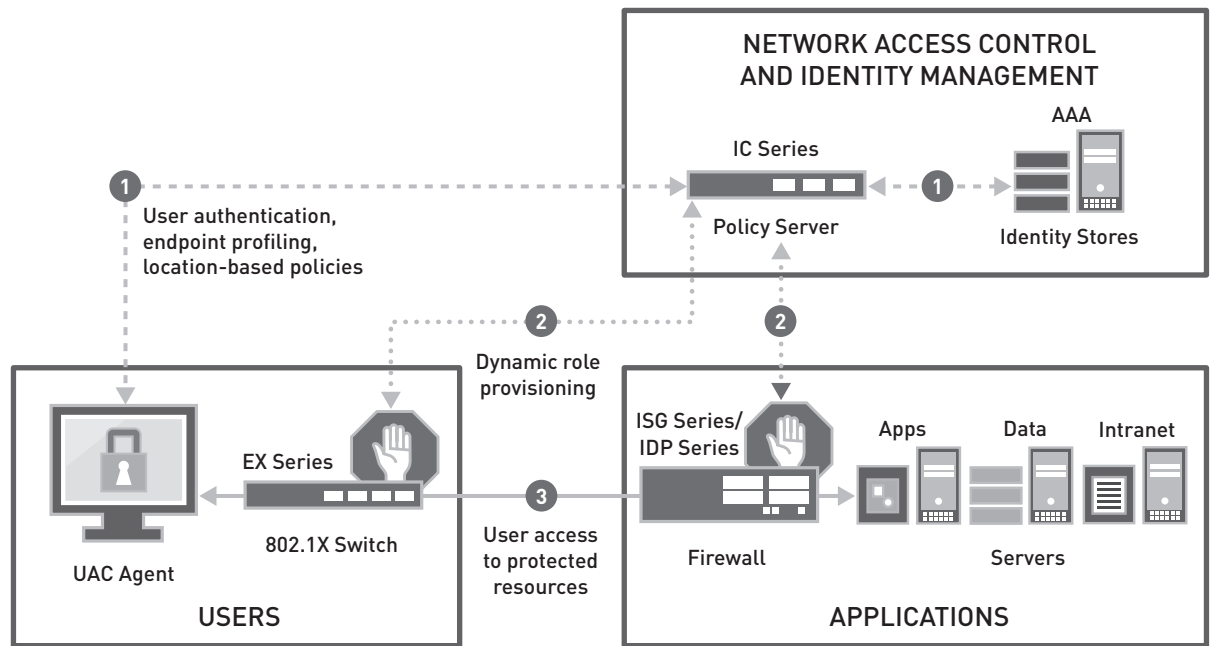 NETWORK ACCESS CONTROL
AND IDENTITY MANAGEMENT
AAA
IC Series
1
1
User authentication,
endpoint profiling,
location-based policies
Policy Server
Identity Stores
2
2
Dynamic role
provisioning
ISG Series/
IDP Series
Apps
Data
Intranet
EX Series
3
802.1X Switch
User access
to protected
resources
Firewall
Servers
UAC Agent
USERS
APPLICATIONS